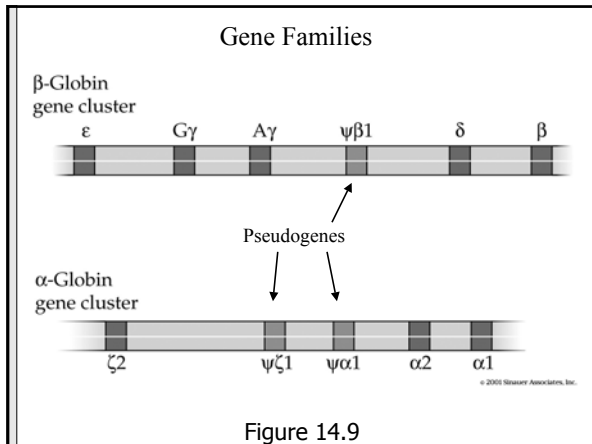 Gene Families
β-Globin
gene cluster
ε Gγ Aγ ψβ1 δ β
Pseudogenes
α-Globin
gene cluster
ζ2 ψζ1 ψα1 α2 α1
© 2001 Sinauer Associates, Inc.
Figure 14.9